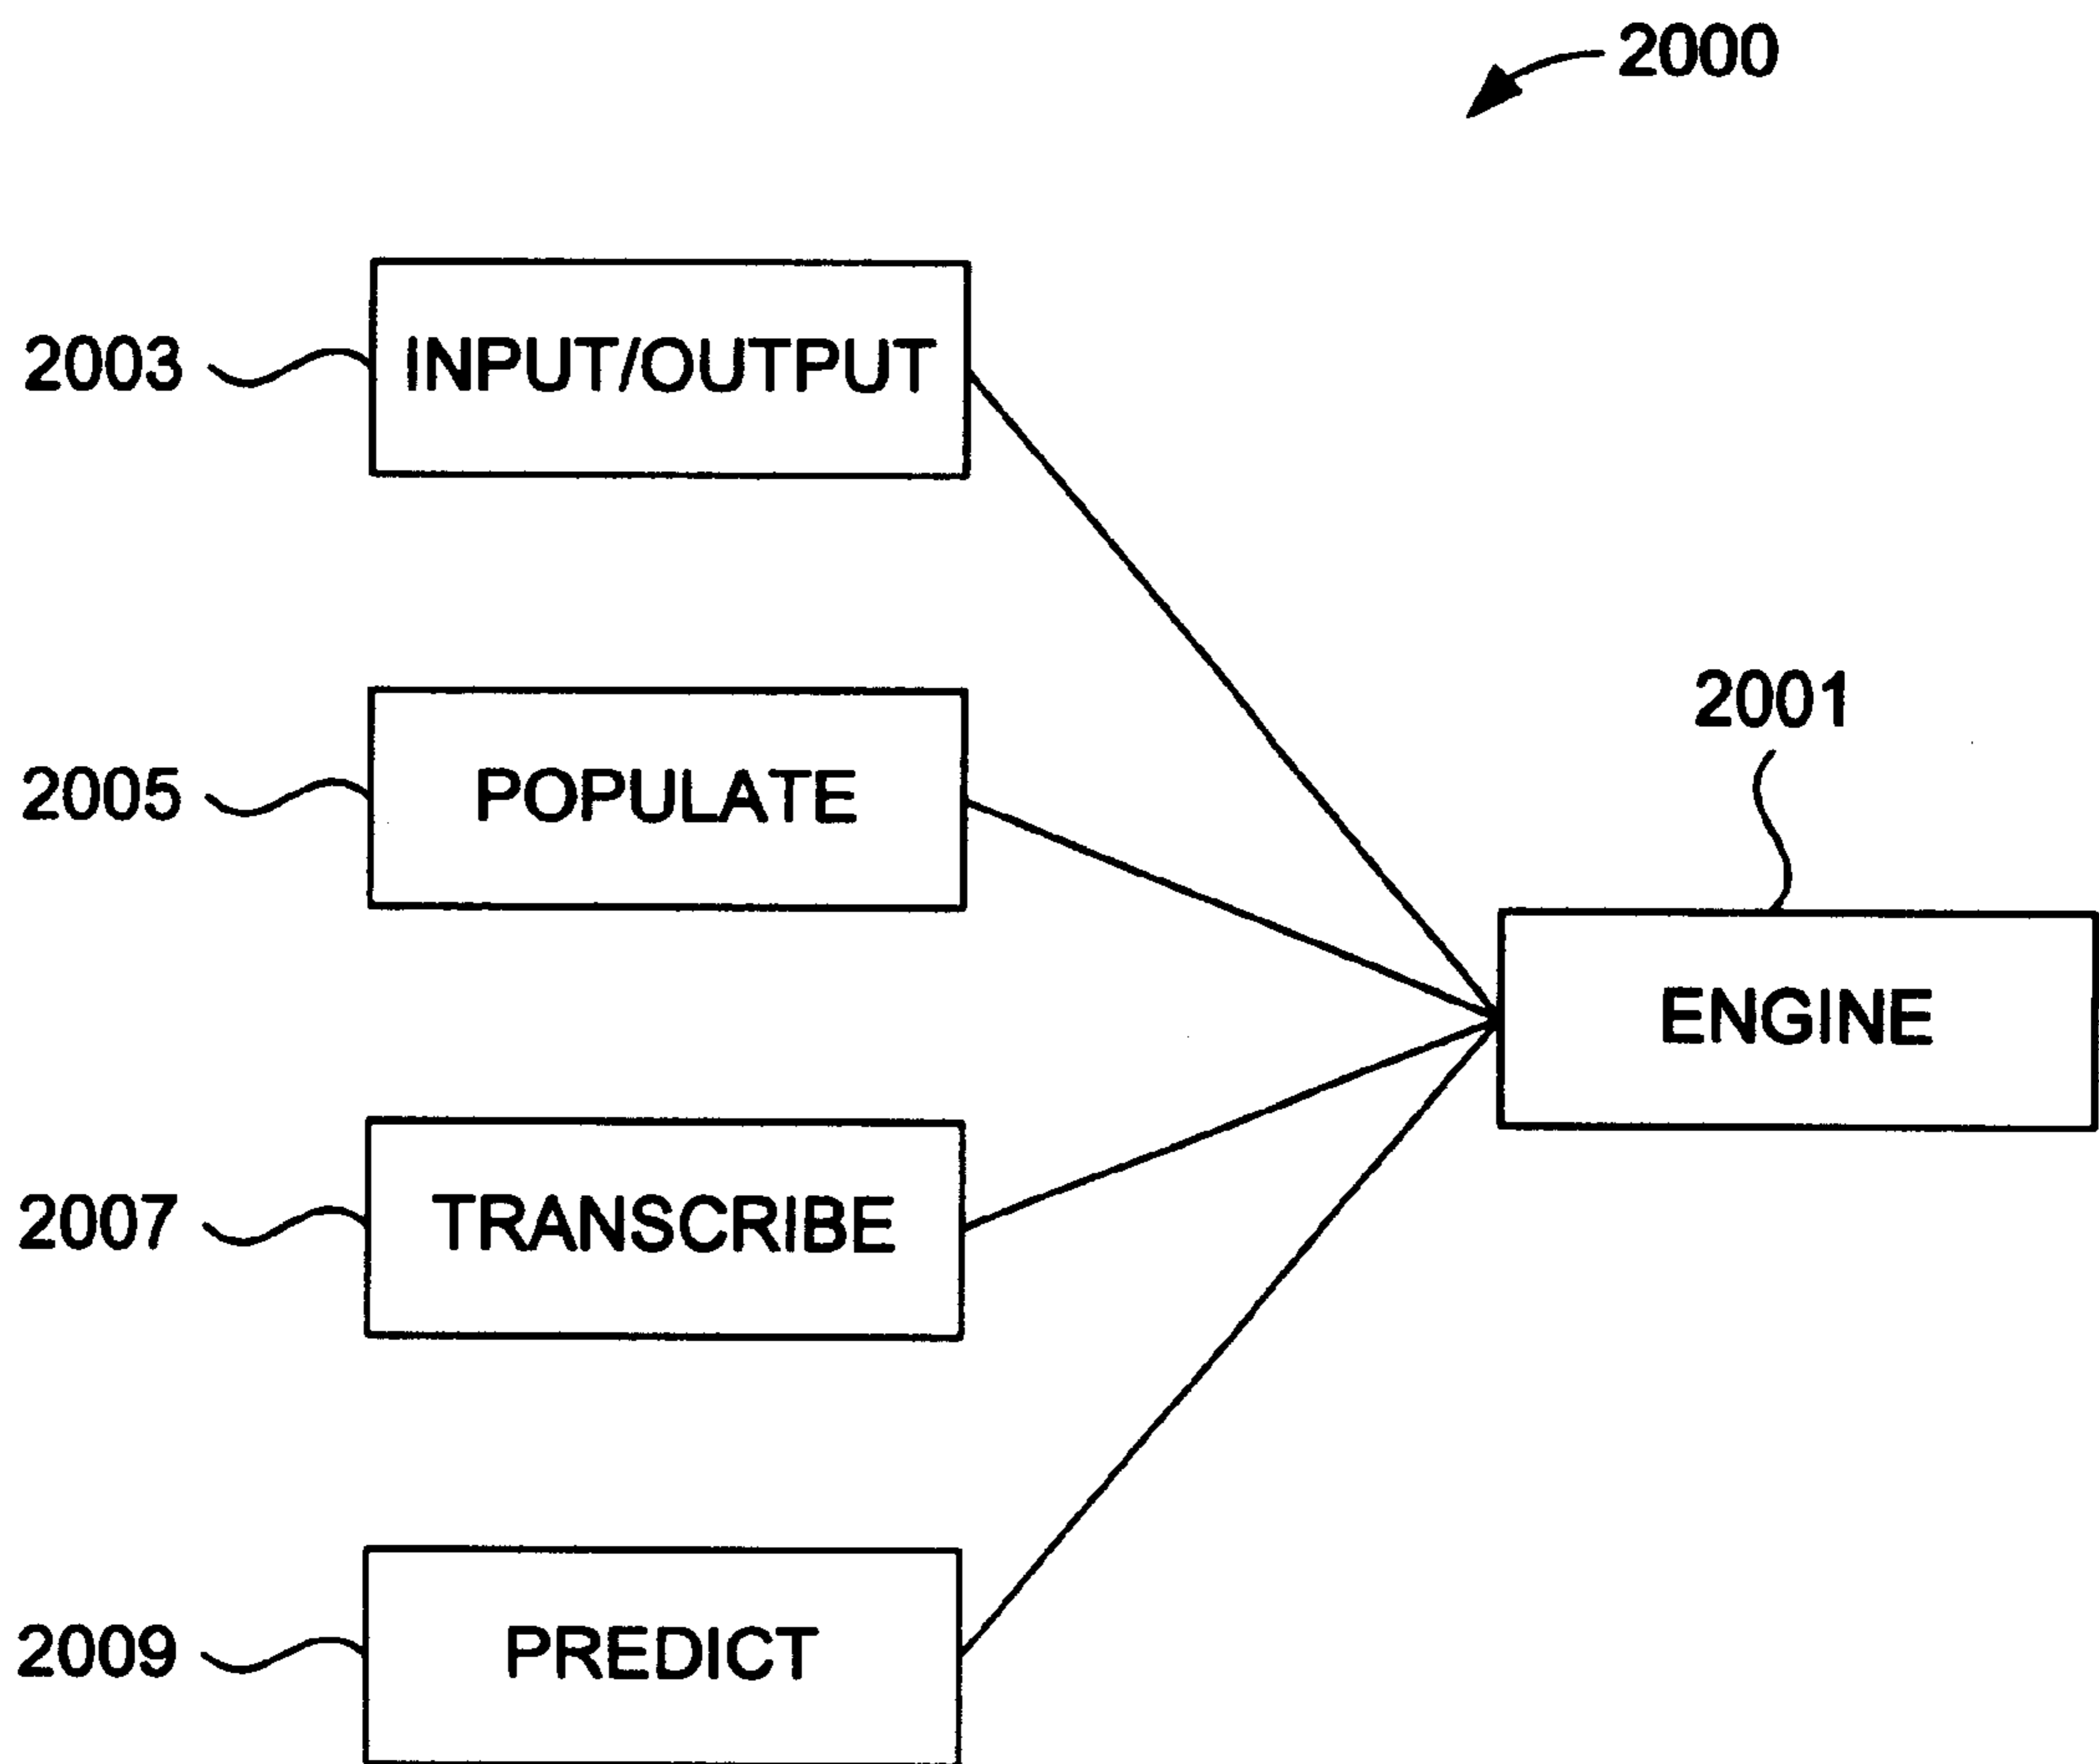 2000
2003 INPUT/OUTPUT
2001
2005 POPULATE
ENGINE
2007 TRANSCRIBE
2009 PREDICT